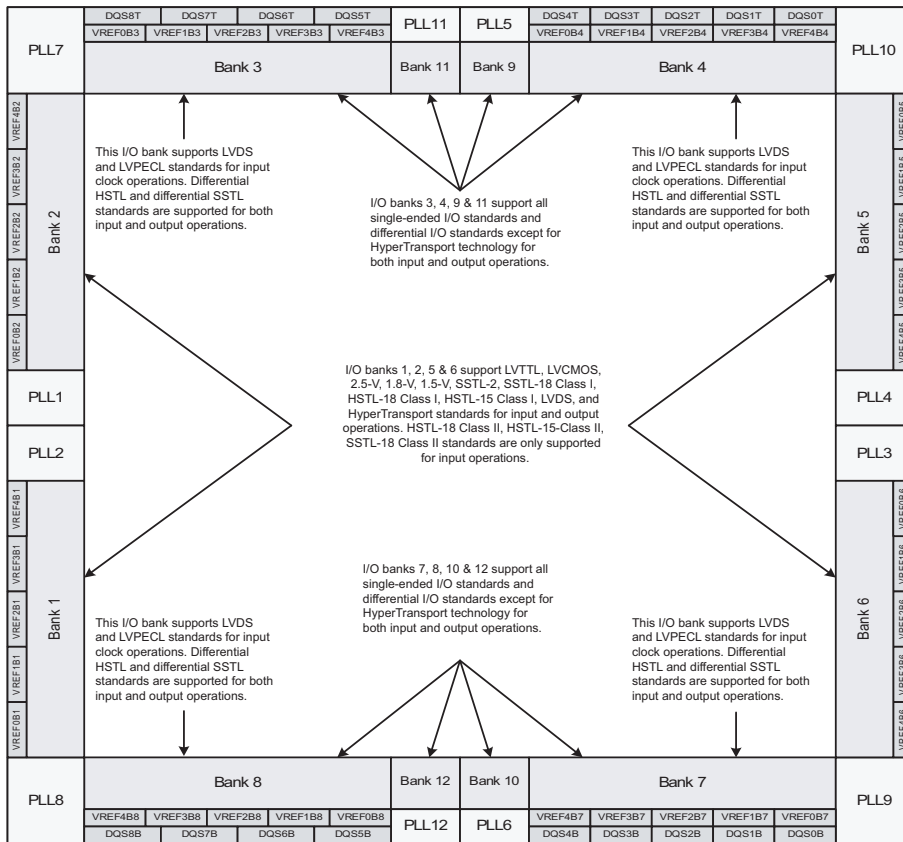 DQS8T DQS7T DQS6T DQS5T
PLL11 PLL5
DQS4T DQS3T DQS2T DQS1T DQS0T
VREF0B3 VREF1B3 VREF2B3 VREF3B3 VREF4B3
VREF0B4 VREF1B4 VREF2B4 VREF3B4 VREF4B4
PLL7
PLL10
Bank 3
Bank 11
Bank 9
Bank 4
VREF4B2
VREF3B2
VREF2B2
VREF1B2
VREF0B2
Bank 2
This I/O bank supports LVDS
and LVPECL standards for input
clock operations. Differential
HSTL and differential SSTL
standards are supported for both
input and output operations.
I/O banks 3, 4, 9 & 11 support all
single-ended I/O standards and
differential I/O standards except for
HyperTransport technology for
both input and output operations.
This I/O bank supports LVDS
and LVPECL standards for input
clock operations. Differential
HSTL and differential SSTL
standards are supported for both
input and output operations.
Bank 5
VREF0B5
VREF1B5
VREF2B5
VREF3B5
VREF4B5
I/O banks 1, 2, 5 & 6 support LVTTL, LVCMOS,
2.5-V, 1.8-V, 1.5-V, SSTL-2, SSTL-18 Class I,
HSTL-18 Class I, HSTL-15 Class I, LVDS, and
HyperTransport standards for input and output
operations. HSTL-18 Class II, HSTL-15-Class II,
SSTL-18 Class II standards are only supported
for input operations.
PLL1
PLL2
PLL4
PLL3
VREF4B1
VREF3B1
VREF2B1
VREF1B1
VREF0B1
Bank 1
I/O banks 7, 8, 10 & 12 support all
single-ended I/O standards and
differential I/O standards except for
HyperTransport technology for
both input and output operations.
This I/O bank supports LVDS
and LVPECL standards for input
clock operations. Differential
HSTL and differential SSTL
standards are supported for both
input and output operations.
This I/O bank supports LVDS
and LVPECL standards for input
clock operations. Differential
HSTL and differential SSTL
standards are supported for both
input and output operations.
Bank 6
VREF0B6
VREF1B6
VREF2B6
VREF3B6
VREF4B6
PLL8
PLL9
Bank 8
Bank 12
Bank 10
Bank 7
VREF4B8 VREF3B8 VREF2B8 VREF1B8 VREF0B8
VREF4B7 VREF3B7 VREF2B7 VREF1B7 VREF0B7
PLL12 PLL6
DQS8B DQS7B DQS6B DQS5B
DQS4B DQS3B DQS2B DQS1B DQS0B